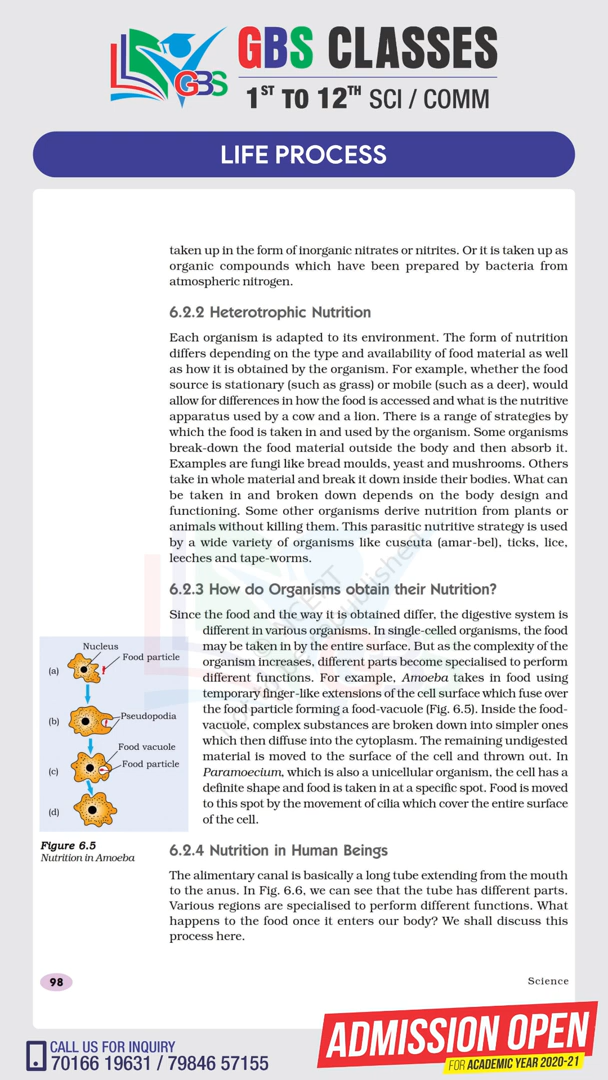 GBS
GBS CLASSES
1ST TO 12TH SCI / COMM
LIFE PROCESS
taken up in the form of inorganic nitrates or nitrites. Or it is taken up as
organic compounds which have been prepared by bacteria from
atmospheric nitrogen.
6.2.2 Heterotrophic Nutrition
Each organism is adapted to its environment. The form of nutrition
differs depending on the type and availability of food material as well
as how it is obtained by the organism. For example, whether the food
source is stationary (such as grass) or mobile (such as a deer), would
allow for differences in how the food is accessed and what is the nutritive
apparatus used by a cow and a lion. There is a range of strategies by
which the food is taken in and used by the organism. Some organisms
break-down the food material outside the body and then absorb it.
Examples are fungi like bread moulds, yeast and mushrooms. Others
take in whole material and break it down inside their bodies. What can
be taken in and broken down depends on the body design and
functioning. Some other organisms derive nutrition from plants or
animals without killing them. This parasitic nutritive strategy is used
by a wide variety of organisms like cuscuta (amar-bel), ticks, lice,
leeches and tape-worms.
6.2.3 How do Organisms obtain their Nutrition?
Since the food and the way it is obtained differ, the digestive system is
different in various organisms. In single-celled organisms, the food
may be taken in by the entire surface. But as the complexity of the
organism increases, different parts become specialised to perform
different functions. For example, Amoeba takes in food using
temporary finger-like extensions of the cell surface which fuse over
the food particle forming a food-vacuole (Fig. 6.5). Inside the food-
vacuole, complex substances are broken down into simpler ones
which then diffuse into the cytoplasm. The remaining undigested
material is moved to the surface of the cell and thrown out. In
Paramoecium, which is also a unicellular organism, the cell has a
definite shape and food is taken in at a specific spot. Food is moved
to this spot by the movement of cilia which cover the entire surface
of the cell.
Nucleus
Food particle
(a)
(b)
Pseudopodia
Food vacuole
Food particle
(c)
(d)
Figure 6.5
Nutrition in Amoeba
6.2.4 Nutrition in Human Beings
The alimentary canal is basically a long tube extending from the mouth
to the anus. In Fig. 6.6, we can see that the tube has different parts.
Various regions are specialised to perform different functions. What
happens to the food once it enters our body? We shall discuss this
process here.
98
Science
CALL US FOR INQUIRY
70166 19631 / 79846 57155
ADMISSION OPEN
FOR ACADEMIC YEAR 2020-21